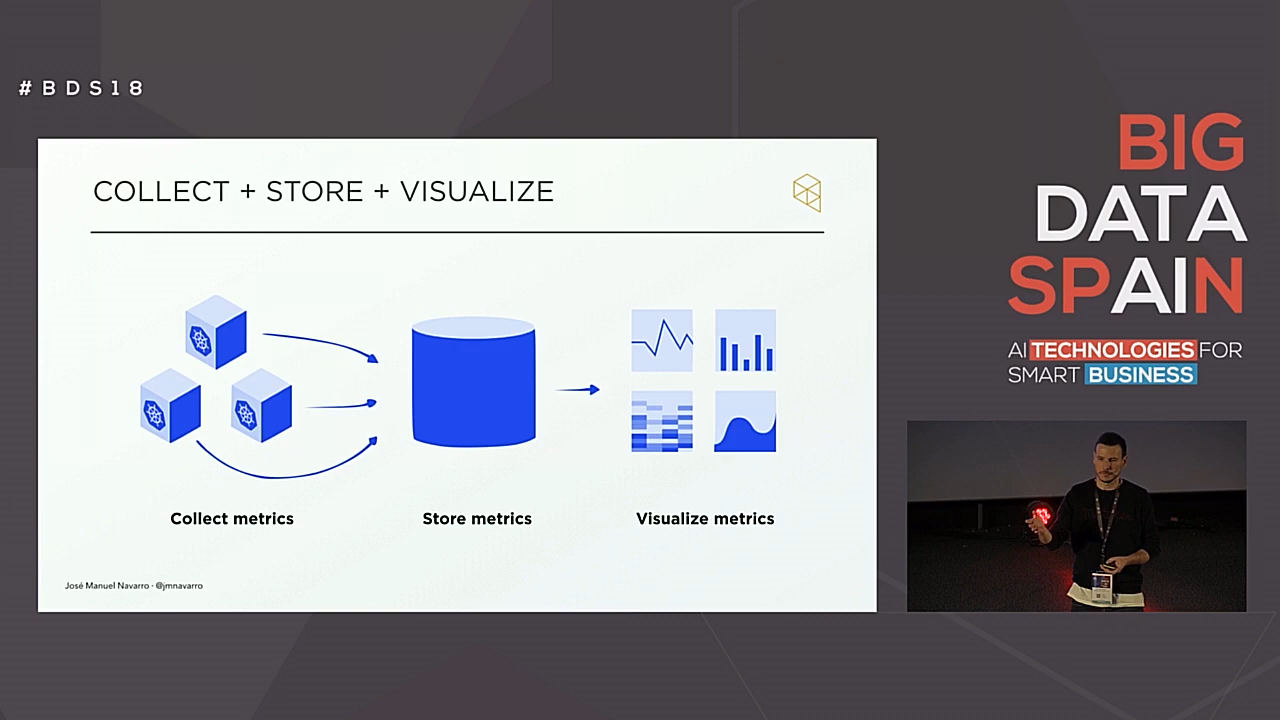 #BDS18
COLLECT + STORE + VISUALIZE
Collect metrics
Store metrics
Visualize metrics
José Manuel Navarro · @jmnavarro
BIG
DATA
SPAIN
AI TECHNOLOGIES FOR
SMART BUSINESS